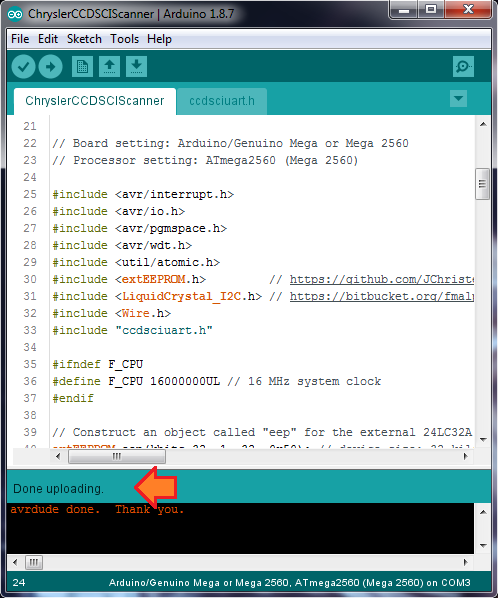 ChryslerCCDSCIScanner | Arduino 1.8.7
File Edit Sketch Tools Help
ChryslerCCDSCIScanner ccdsciuart.h
21
22 // Board setting: Arduino/Genuino Mega or Mega 2560
23 // Processor setting: ATmega2560 (Mega 2560)
24
25 #include <avr/interrupt.h>
26 #include <avr/io.h>
27 #include <avr/pgmspace.h>
28 #include <avr/wdt.h>
29 #include <util/atomic.h>
30 #include <extEEPROM.h> // https://github.com/JChriste
31 #include <LiquidCrystal_I2C.h> // https://bitbucket.org/fmalp
32 #include <Wire.h>
33 #include "ccdsciuart.h"
34
35 #ifndef F_CPU
36 #define F_CPU 16000000UL // 16 MHz system clock
37 #endif
38
39 // Construct an object called "eep" for the external 24LC32A
Done uploading.
avrdude done. Thank you.
24 Arduino/Genuino Mega or Mega 2560, ATmega2560 (Mega 2560) on COM3